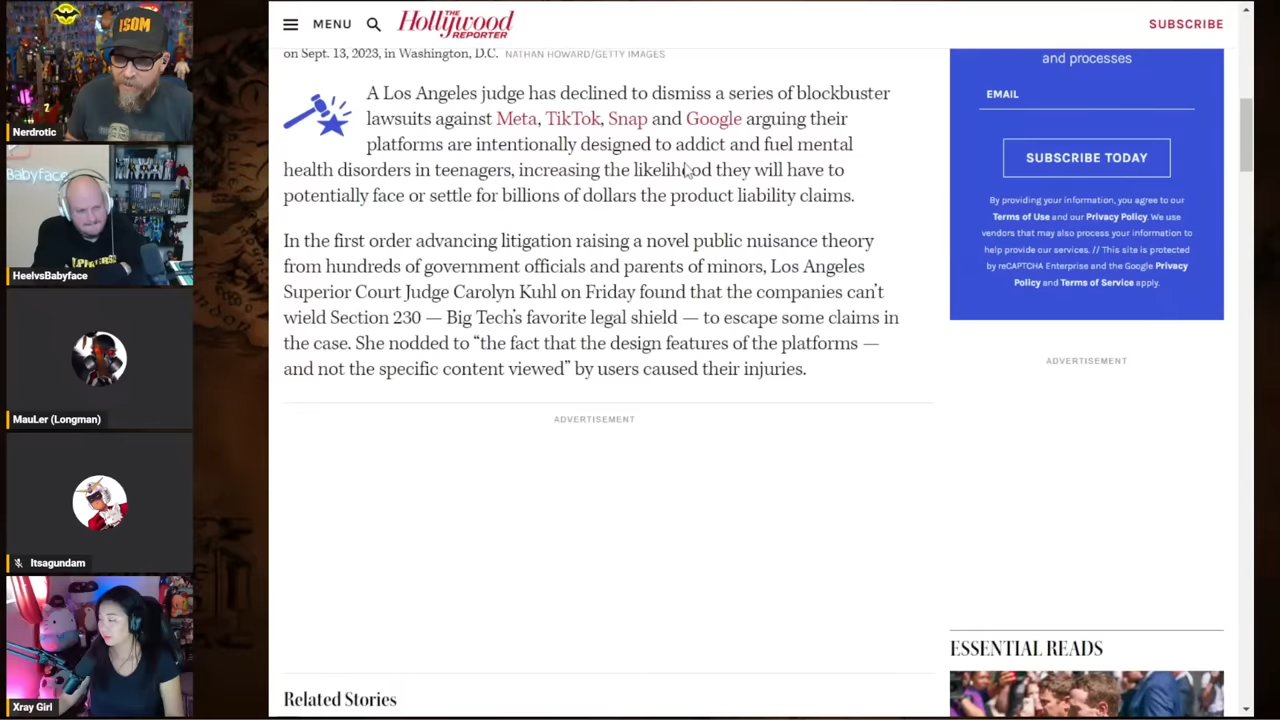 ISOM
Nerdrotic
Babyface
HeelvsBabyface
MauLer (Longman)
Itsagundam
Xray Girl
MENU
THE
Hollywood
REPORTER
SUBSCRIBE
on Sept. 13, 2023, in Washington, D.C. NATHAN HOWARD/GETTY IMAGES
A Los Angeles judge has declined to dismiss a series of blockbuster
lawsuits against Meta, TikTok, Snap and Google arguing their
platforms are intentionally designed to addict and fuel mental
health disorders in teenagers, increasing the likelihood they will have to
potentially face or settle for billions of dollars the product liability claims.
In the first order advancing litigation raising a novel public nuisance theory
from hundreds of government officials and parents of minors, Los Angeles
Superior Court Judge Carolyn Kuhl on Friday found that the companies can’t
wield Section 230 — Big Tech’s favorite legal shield — to escape some claims in
the case. She nodded to “the fact that the design features of the platforms —
and not the specific content viewed” by users caused their injuries.
ADVERTISEMENT
Related Stories
and processes
EMAIL
SUBSCRIBE TODAY
By providing your information, you agree to our
Terms of Use and our Privacy Policy. We use
vendors that may also process your information to
help provide our services. // This site is protected
by reCAPTCHA Enterprise and the Google Privacy
Policy and Terms of Service apply.
ADVERTISEMENT
ESSENTIAL READS